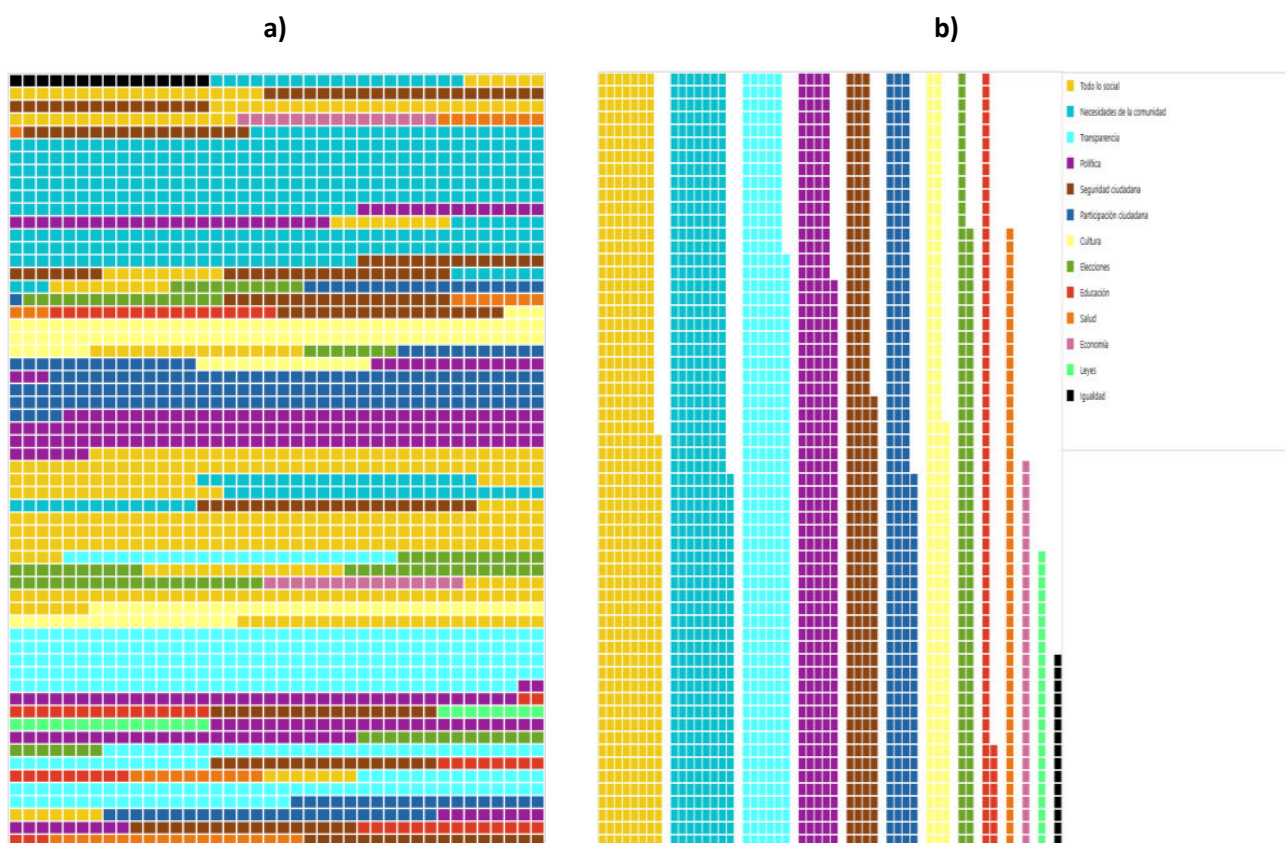 a)
b)
Todo lo social
Necesidades de la comunidad
Transparencia
Política
Seguridad ciudadana
Participación ciudadana
Cultura
Elecciones
Educación
Salud
Economía
Leyes
Igualdad